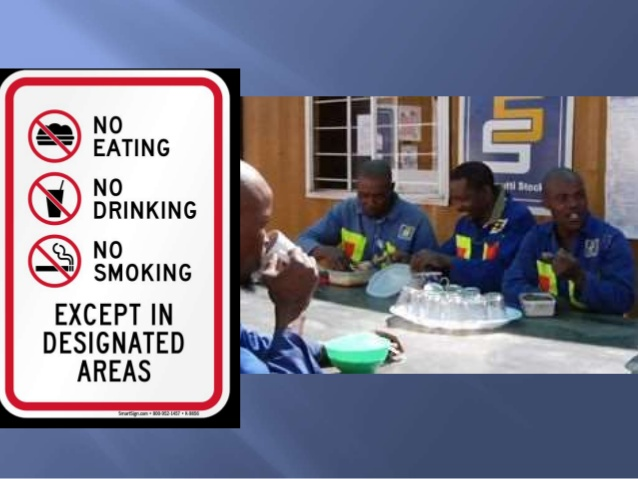 NO
EATING
NO
DRINKING
NO
SMOKING
EXCEPT IN
DESIGNATED
AREAS